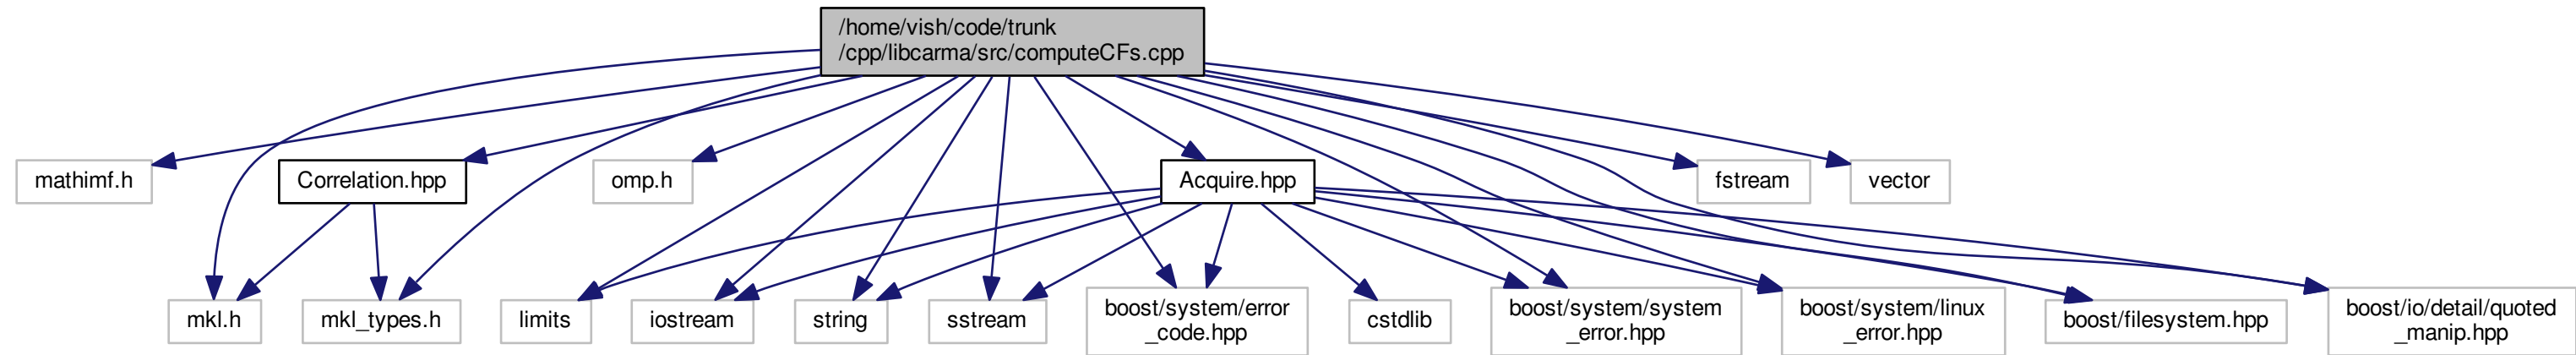 /home/vish/code/trunk
/cpp/libcarma/src/computeCFs.cpp
mathimf.h
Correlation.hpp
omp.h
Acquire.hpp
fstream
vector
mkl.h
mkl_types.h
limits
iostream
string
sstream
boost/system/error
_code.hpp
cstdlib
boost/system/system
_error.hpp
boost/system/linux
_error.hpp
boost/filesystem.hpp
boost/io/detail/quoted
_manip.hpp